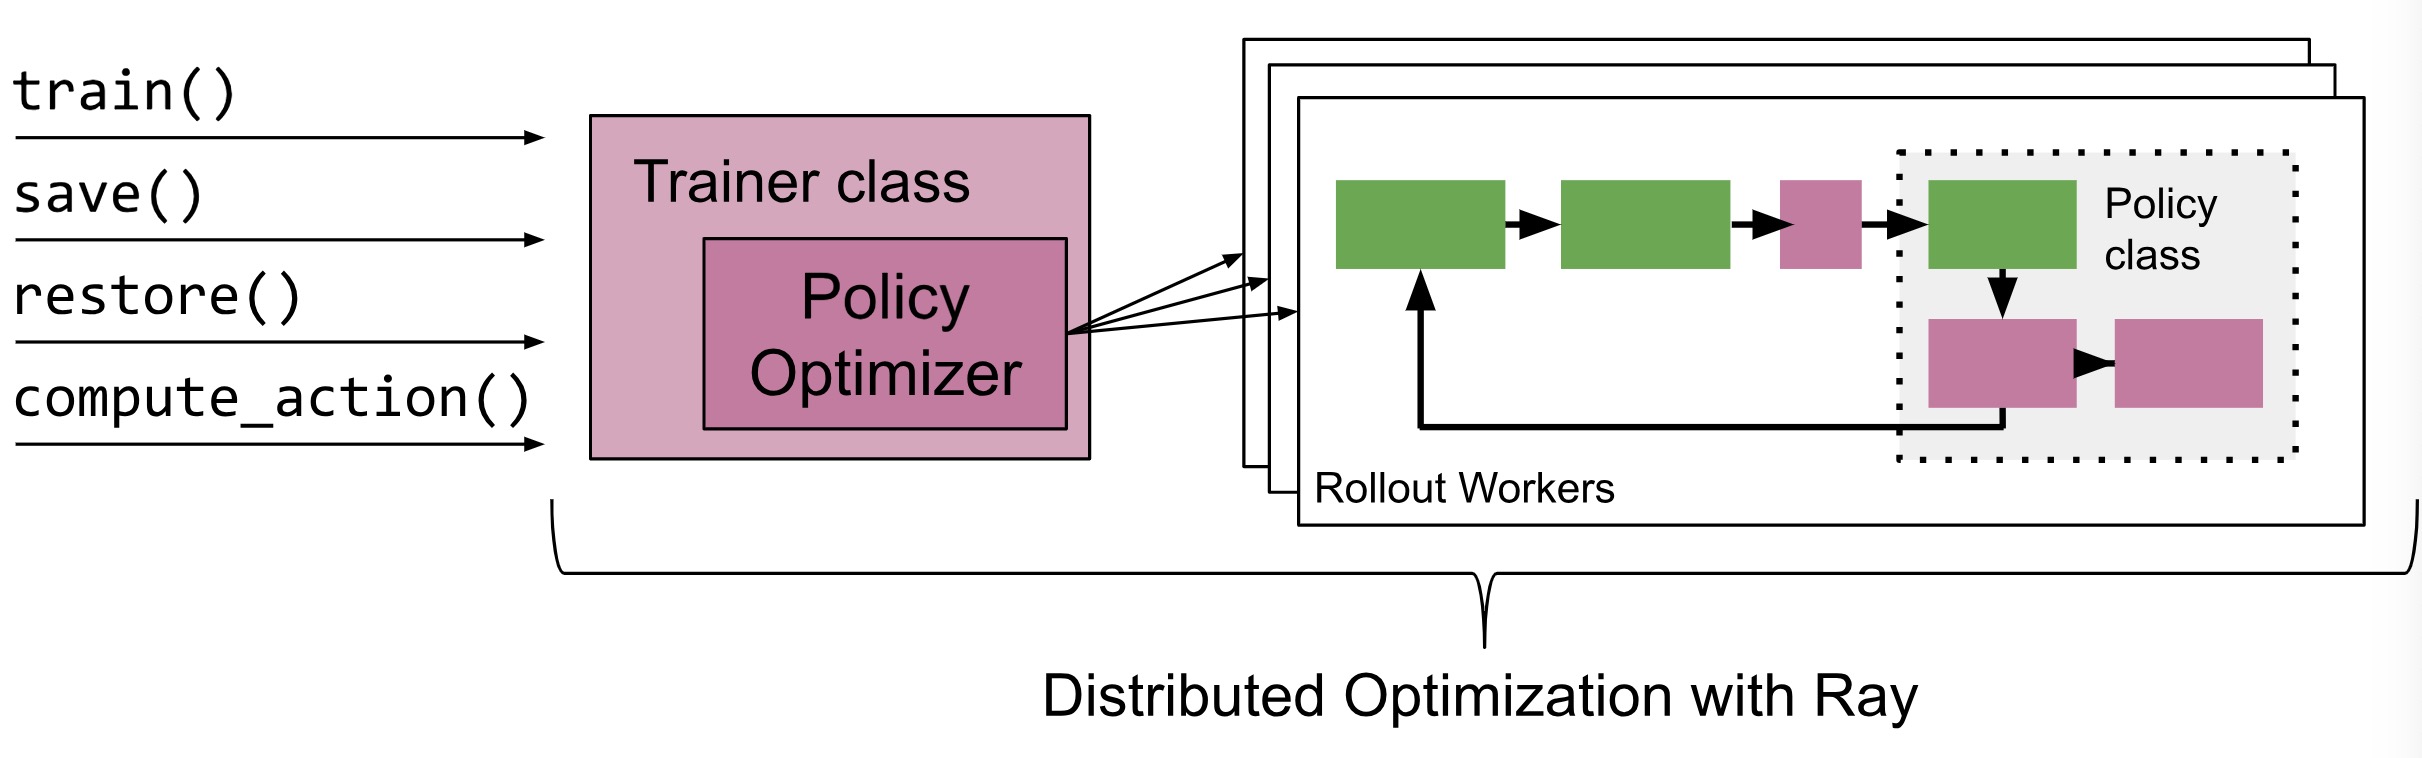 train()
save()
restore()
compute_action()
Trainer class
Policy
Optimizer
Policy
class
Rollout Workers
Distributed Optimization with Ray